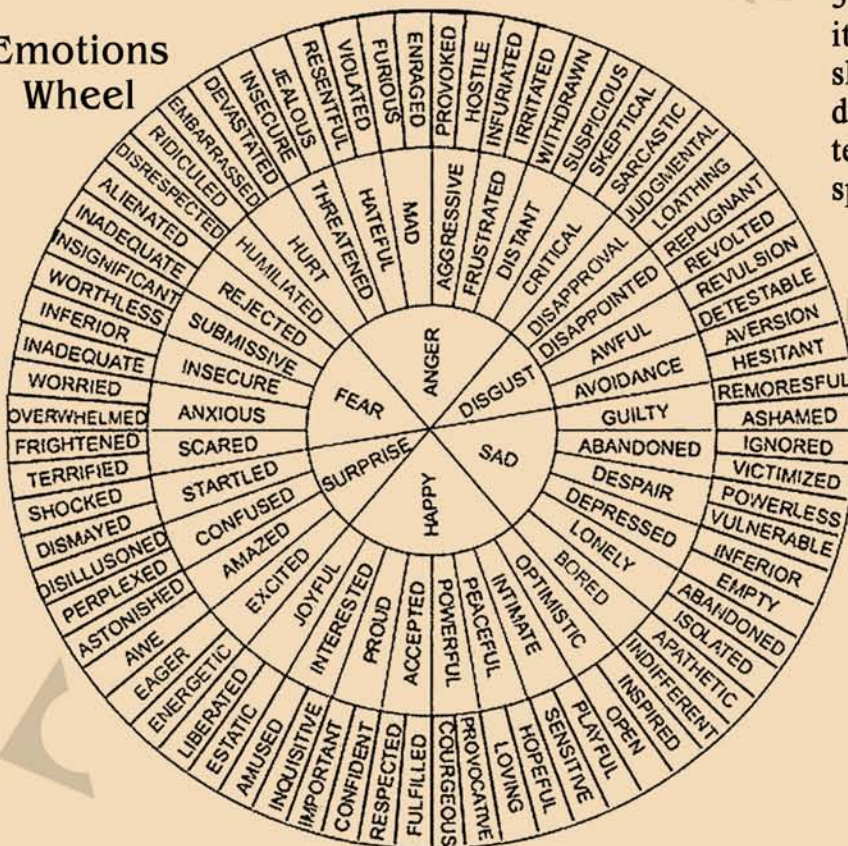 Emotions
Wheel
ANGER
DISGUST
SAD
HAPPY
SURPRISE
FEAR
MAD
AGGRESSIVE
FRUSTRATED
DISTANT
CRITICAL
DISAPPROVAL
DISAPPOINTED
AWFUL
AVOIDANCE
GUILTY
ABANDONED
DESPAIR
DEPRESSED
LONELY
BORED
OPTIMISTIC
INTIMATE
PEACEFUL
POWERFUL
ACCEPTED
PROUD
INTERESTED
JOYFUL
EXCITED
AMAZED
CONFUSED
STARTLED
SCARED
ANXIOUS
INSECURE
SUBMISSIVE
REJECTED
HUMILIATED
HURT
THREATENED
HATEFUL
ENRAGED
PROVOKED
HOSTILE
INFURIATED
IRRITATED
WITHDRAWN
SUSPICIOUS
SKEPTICAL
SARCASTIC
JUDGMENTAL
LOATHING
REPUGNANT
REVOLTED
REVULSION
DETESTABLE
AVERSION
HESITANT
REMORESFUL
ASHAMED
IGNORED
VICTIMIZED
POWERLESS
VULNERABLE
INFERIOR
EMPTY
ABANDONED
ISOLATED
APATHETIC
INDIFFERENT
INSPIRED
OPEN
PLAYFUL
SENSITIVE
HOPEFUL
LOVING
PROVOCATIVE
COURGEOUS
FULFILLED
RESPECTED
CONFIDENT
IMPORTANT
INQUISITIVE
AMUSED
ESTATIC
LIBERATED
ENERGETIC
EAGER
AWE
ASTONISHED
PERPLEXED
DISILLUSONED
DISMAYED
SHOCKED
TERRIFIED
FRIGHTENED
OVERWHELMED
WORRIED
INADEQUATE
INFERIOR
WORTHLESS
INSIGNIFICANT
INADEQUATE
ALIENATED
DISRESPECTED
RIDICULED
EMBARRASSED
DEVASTATED
INSECURE
JEALOUS
RESENTFUL
VIOLATED
FURIOUS